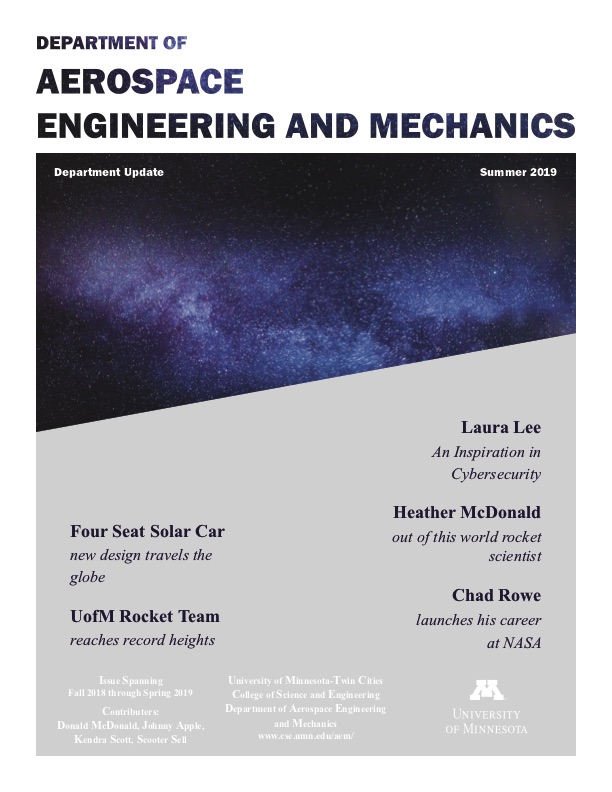 DEPARTMENT OF
AEROSPACE
ENGINEERING AND MECHANICS
Department Update
Summer 2019
Laura Lee
An Inspiration in
Cybersecurity
Heather McDonald
out of this world rocket
scientist
Chad Rowe
launches his career
at NASA
Four Seat Solar Car
new design travels the
globe
UofM Rocket Team
reaches record heights
Issue Spanning
Fall 2018 through Spring 2019
Contributers:
Donald McDonald, Johnny Apple,
Kendra Scott, Scooter Sell
University of Minnesota-Twin Cities
College of Science and Engineering
Department of Aerospace Engineering
and Mechanics
www.cse.umn.edu/aem/
M
UNIVERSITY
OF MINNESOTA